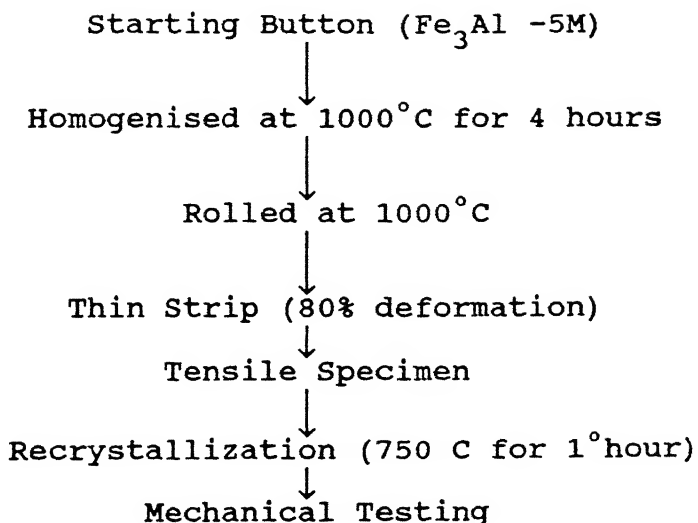 Starting Button (Fe₃Al -5M)
Homogenised at 1000°C for 4 hours
Rolled at 1000°C
Thin Strip (80% deformation)
Tensile Specimen
Recrystallization (750 C for 1°hour)
Mechanical Testing